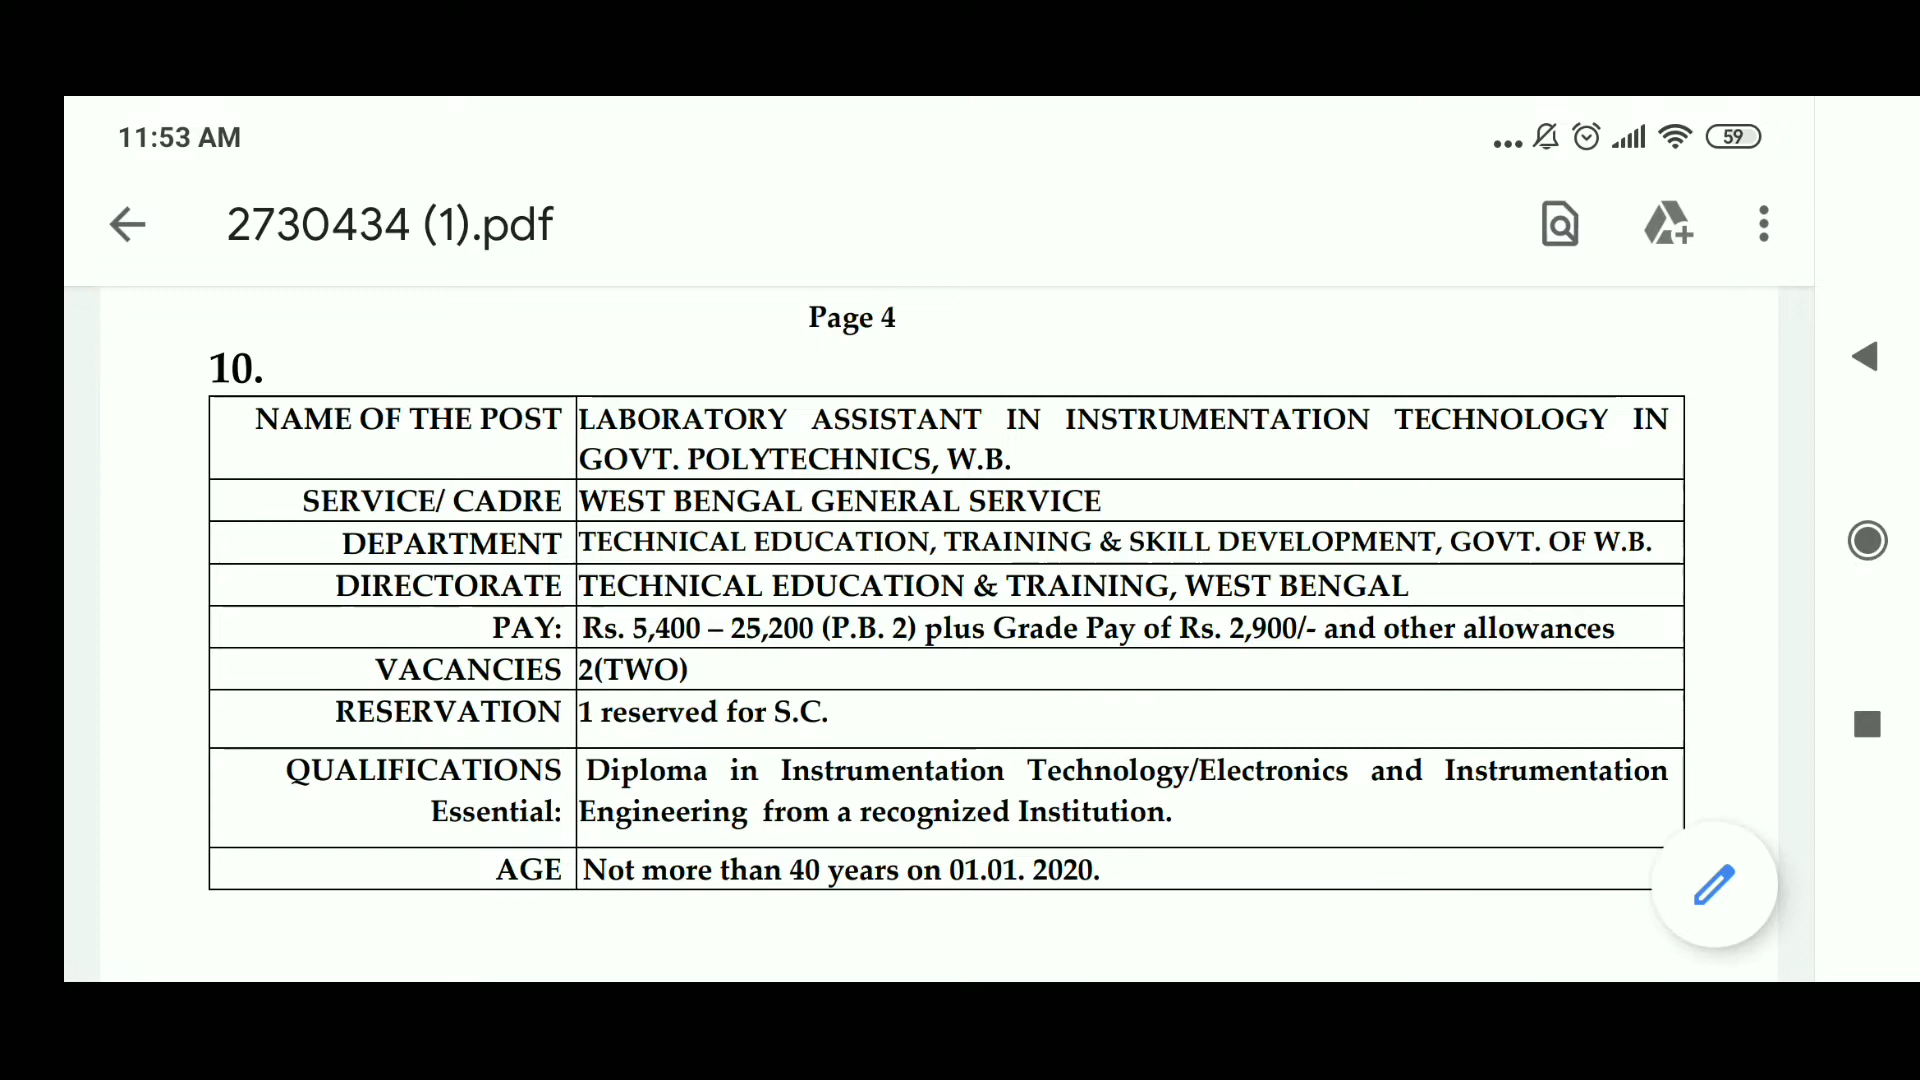 11:53 AM
59
2730434 (1).pdf
Page 4
10.
NAME OF THE POST LABORATORY ASSISTANT IN INSTRUMENTATION TECHNOLOGY IN
GOVT. POLYTECHNICS, W.B.
SERVICE/ CADRE WEST BENGAL GENERAL SERVICE
DEPARTMENT TECHNICAL EDUCATION, TRAINING & SKILL DEVELOPMENT, GOVT. OF W.B.
DIRECTORATE TECHNICAL EDUCATION & TRAINING, WEST BENGAL
PAY: Rs. 5,400 – 25,200 (P.B. 2) plus Grade Pay of Rs. 2,900/- and other allowances
VACANCIES 2(TWO)
RESERVATION 1 reserved for S.C.
QUALIFICATIONS Diploma in Instrumentation Technology/Electronics and Instrumentation
Essential: Engineering from a recognized Institution.
AGE Not more than 40 years on 01.01. 2020.